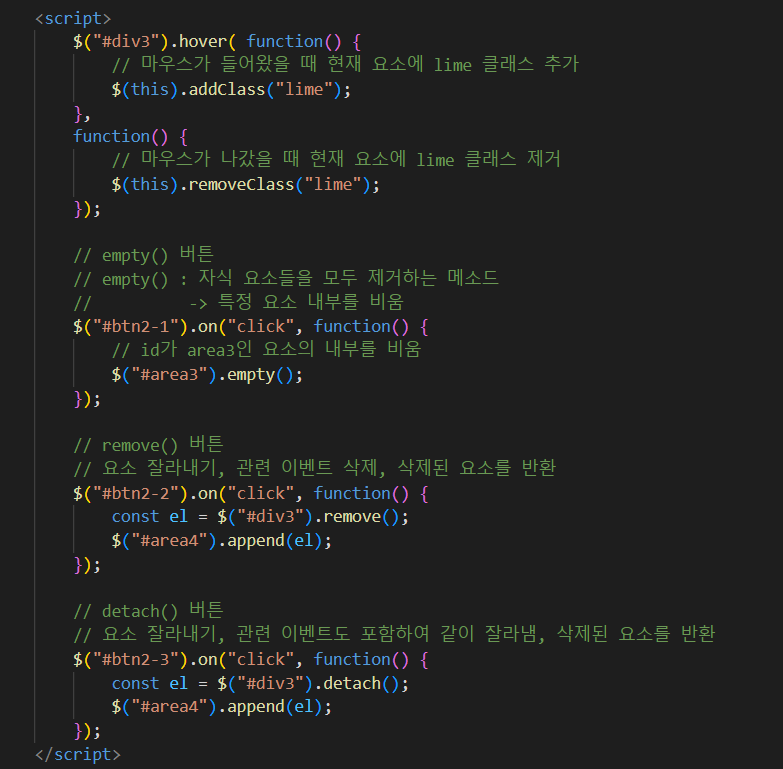 <script>
$("#div3").hover( function() {
// 마우스가 들어왔을 때 현재 요소에 lime 클래스 추가
$(this).addClass("lime");
},
function() {
// 마우스가 나갔을 때 현재 요소에 lime 클래스 제거
$(this).removeClass("lime");
});
// empty() 버튼
// empty() : 자식 요소들을 모두 제거하는 메소드
// -> 특정 요소 내부를 비움
$("#btn2-1").on("click", function() {
// id가 area3인 요소의 내부를 비움
$("#area3").empty();
});
// remove() 버튼
// 요소 잘라내기, 관련 이벤트 삭제, 삭제된 요소를 반환
$("#btn2-2").on("click", function() {
const el = $("#div3").remove();
$("#area4").append(el);
});
// detach() 버튼
// 요소 잘라내기, 관련 이벤트도 포함하여 같이 잘라냄, 삭제된 요소를 반환
$("#btn2-3").on("click", function() {
const el = $("#div3").detach();
$("#area4").append(el);
});
</script>